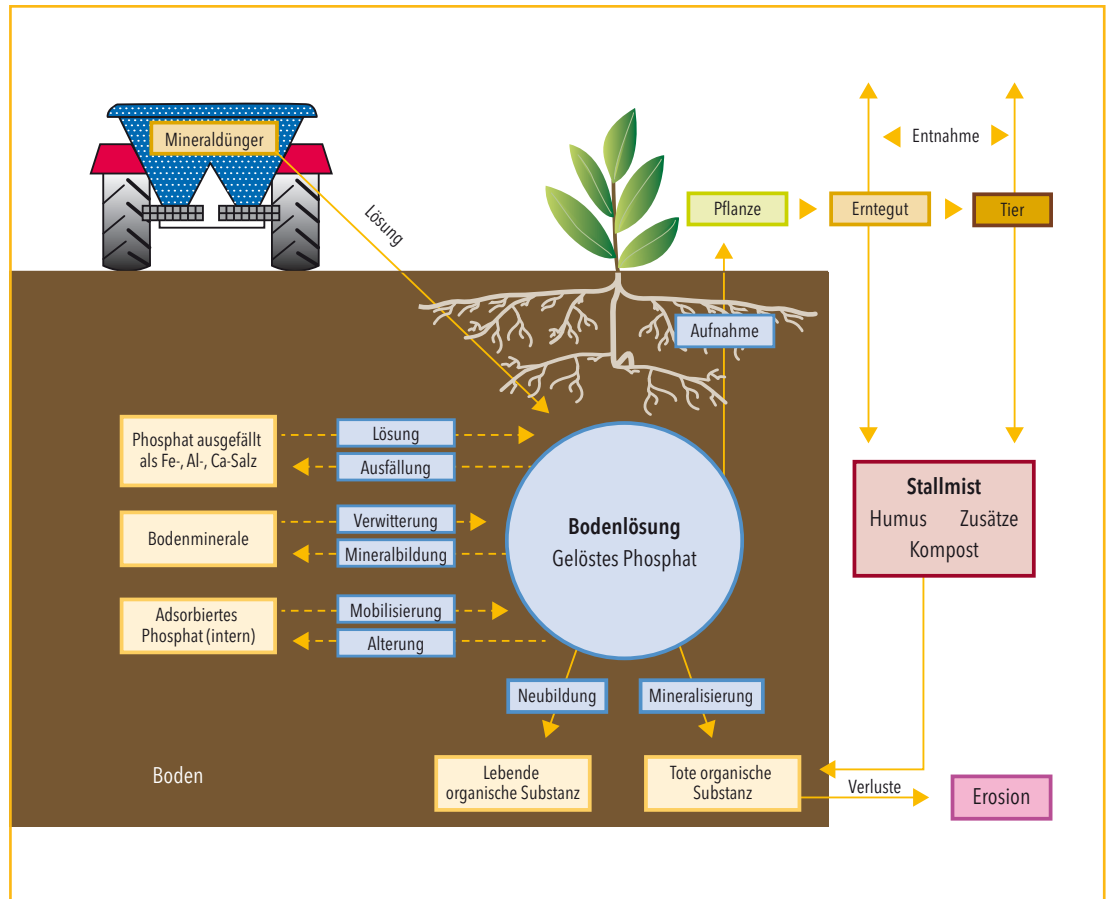 Mineraldünger
Lösung
Entnahme
Pflanze
Erntegut
Tier
Aufnahme
Phosphat ausgefällt
als Fe-, Al-, Ca-Salz
Lösung
Ausfällung
Bodenminerale
Verwitterung
Mineralbildung
Adsorbiertes
Phosphat (intern)
Mobilisierung
Alterung
Bodenlösung
Gelöstes Phosphat
Stallmist
Humus Zusätze
Kompost
Neubildung
Mineralisierung
Boden
Lebende
organische Substanz
Tote organische
Substanz
Verluste
Erosion